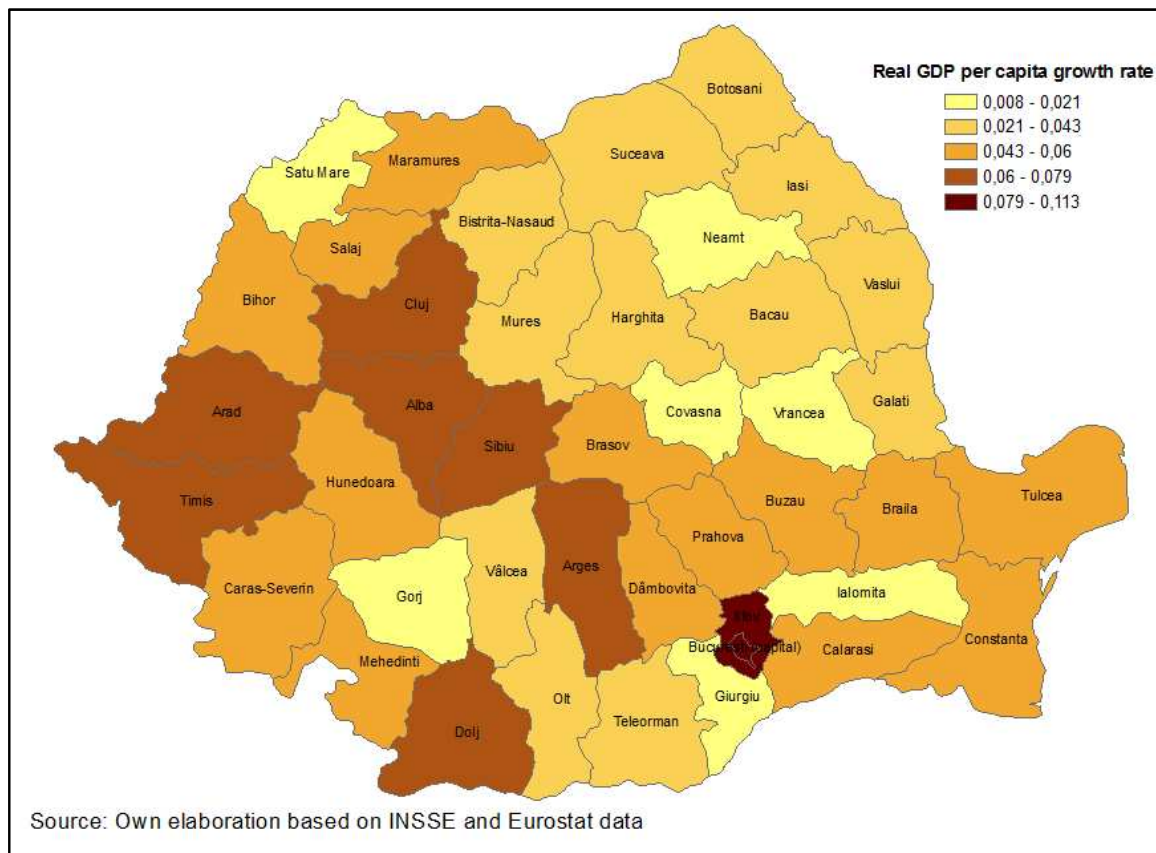 Real GDP per capita growth rate
0,008 - 0,021
0,021 - 0,043
0,043 - 0,06
0,06 - 0,079
0,079 - 0,113
Botosani
Suceava
Maramures
Satu Mare
Iasi
Bistrita-Nasaud
Neamt
Salaj
Vaslui
Bihor
Cluj
Mures
Harghita
Bacau
Galati
Arad
Alba
Covasna
Vrancea
Sibiu
Brasov
Hunedoara
Timis
Buzau
Braila
Tulcea
Prahova
Vâlcea
Arges
Caras-Severin
Dâmbovita
Gorj
Ialomita
Constanta
Calarasi
Mehedinti
Giurgiu
Olt
Teleorman
Dolj
Source: Own elaboration based on INSSE and Eurostat data